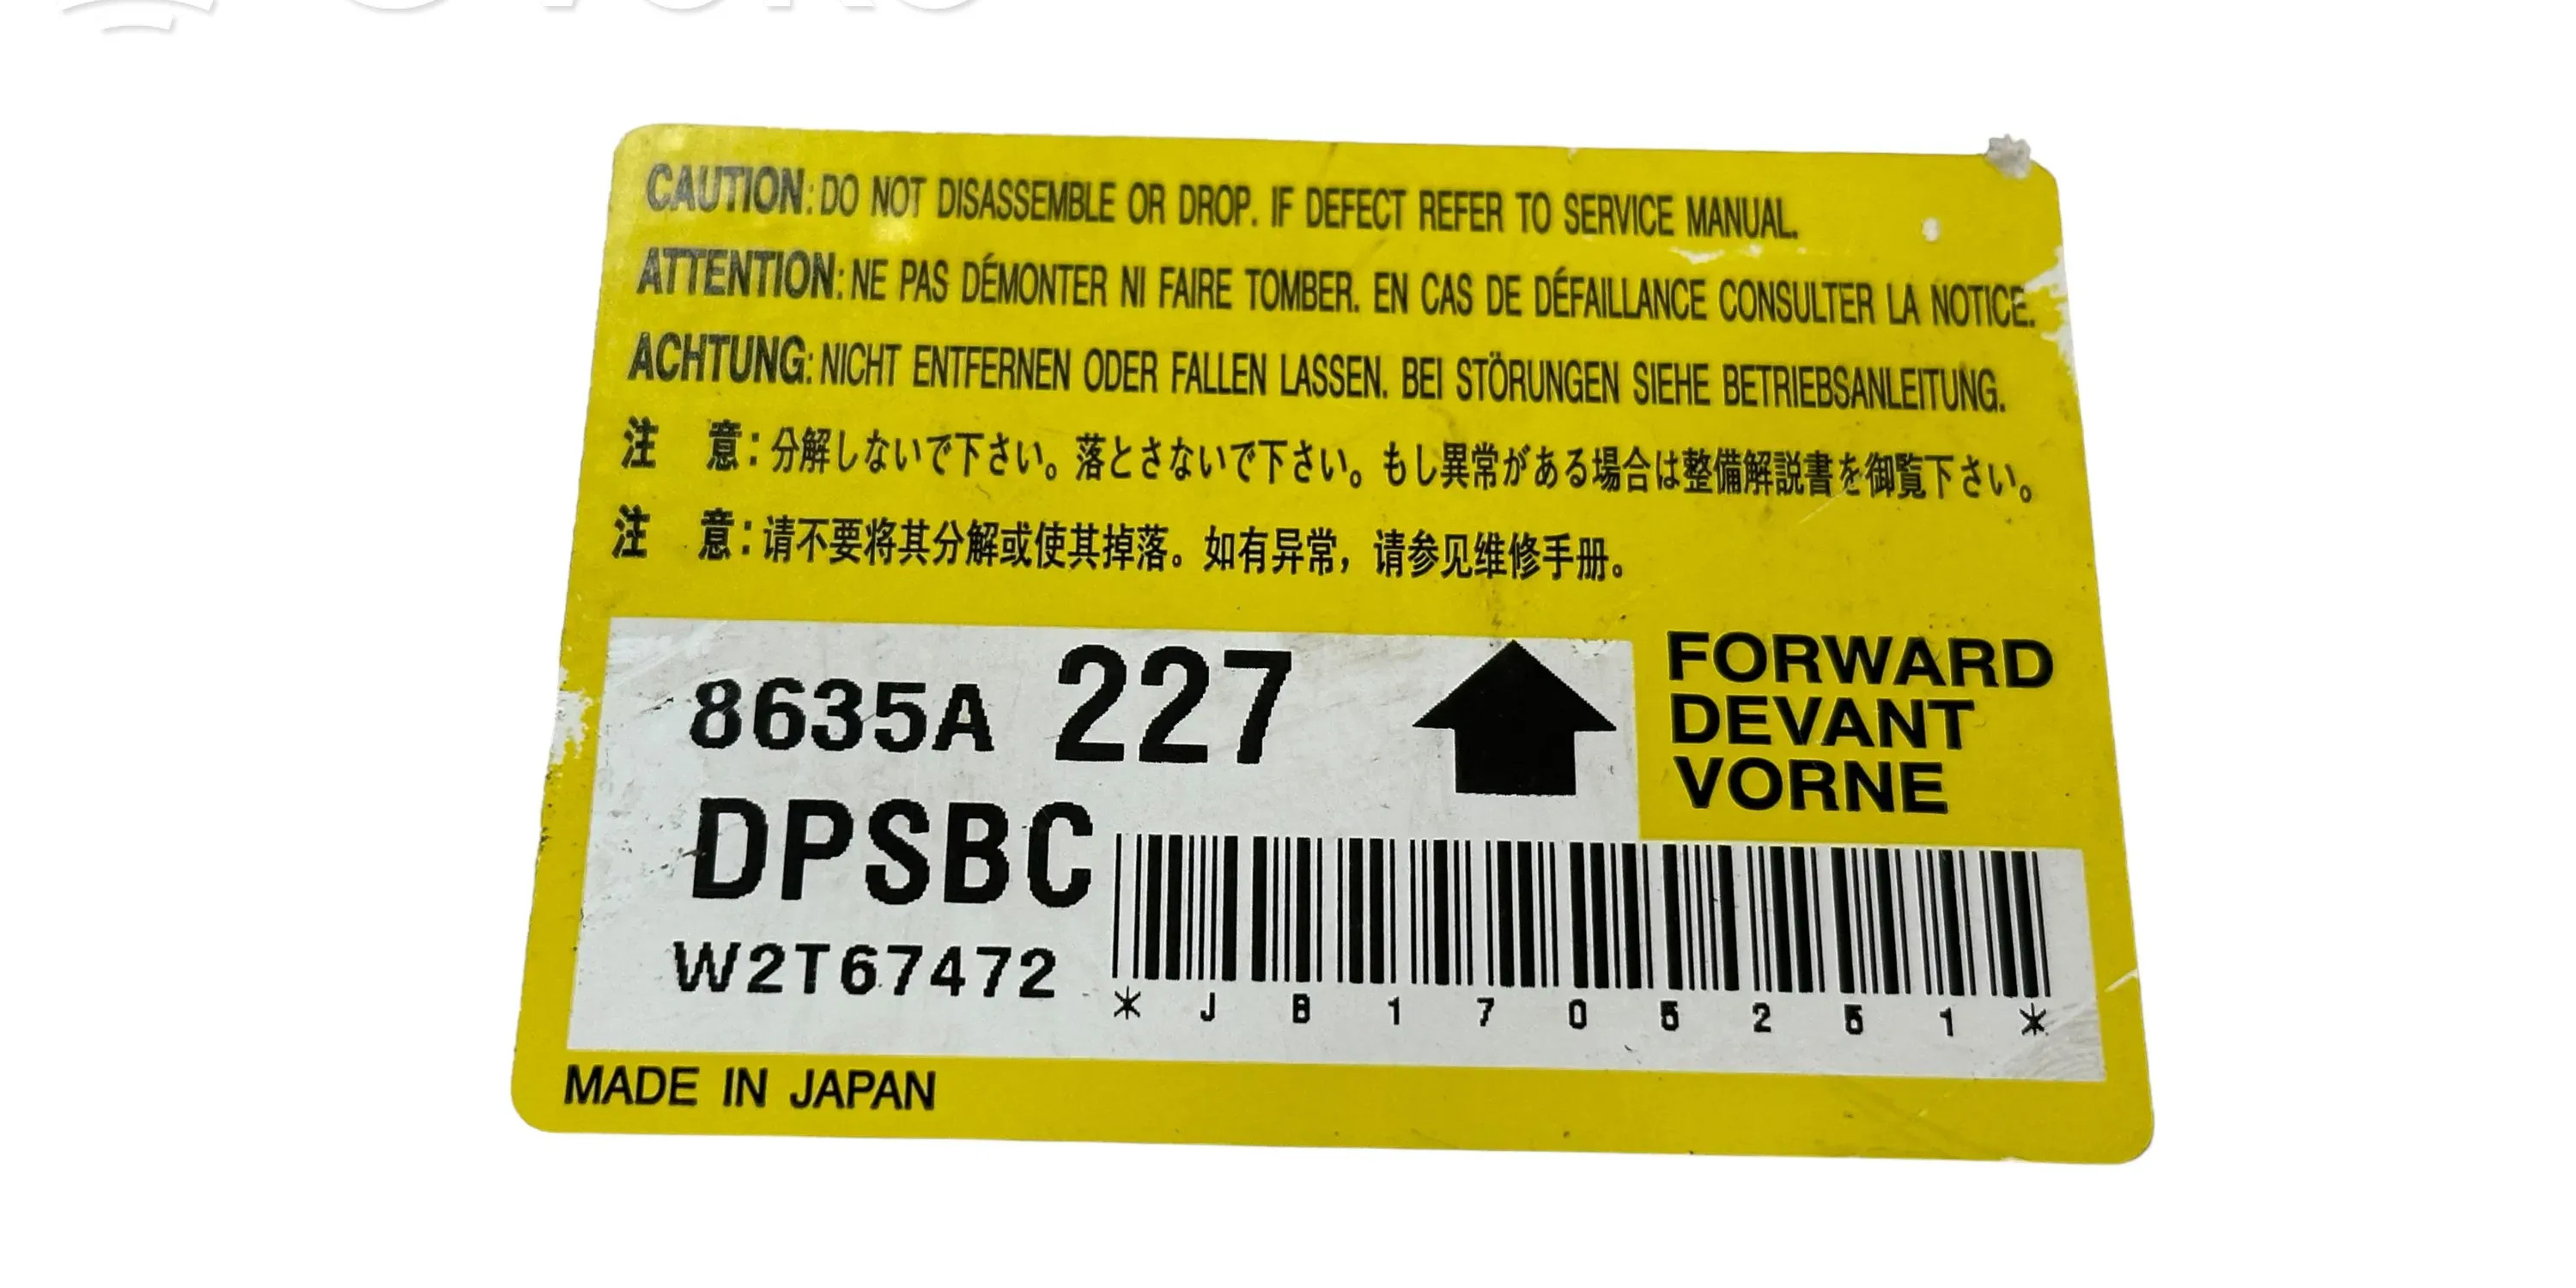 CAUTION: DO NOT DISASSEMBLE OR DROP. IF DEFECT REFER TO SERVICE MANUAL.
ATTENTION: NE PAS DÉMONTER NI FAIRE TOMBER. EN CAS DE DÉFAILLANCE CONSULTER LA NOTICE.
ACHTUNG: NICHT ENTFERNEN ODER FALLEN LASSEN. BEI STÖRUNGEN SIEHE BETRIEBSANLEITUNG.
注 意: 分解しないで下さい。落とさないで下さい。もし異常がある場合は整備解説書を御覧下さい。
注 意: 请不要将其分解或使其掉落。如有异常，请参见维修手册。
8635A 227
FORWARD
DEVANT
VORNE
DPSBC
W2T67472
*JB1705251*
MADE IN JAPAN